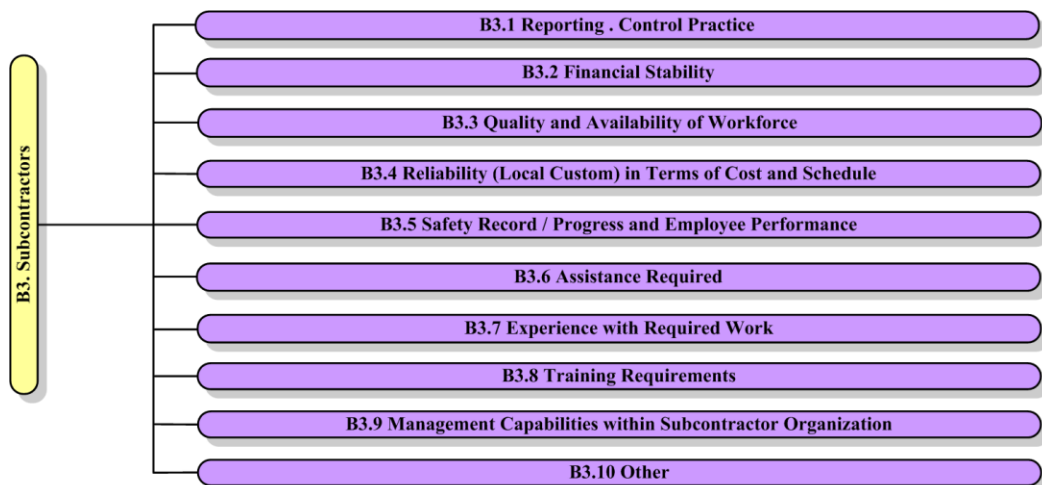 B3. Subcontractors
B3.1 Reporting . Control Practice
B3.2 Financial Stability
B3.3 Quality and Availability of Workforce
B3.4 Reliability (Local Custom) in Terms of Cost and Schedule
B3.5 Safety Record / Progress and Employee Performance
B3.6 Assistance Required
B3.7 Experience with Required Work
B3.8 Training Requirements
B3.9 Management Capabilities within Subcontractor Organization
B3.10 Other